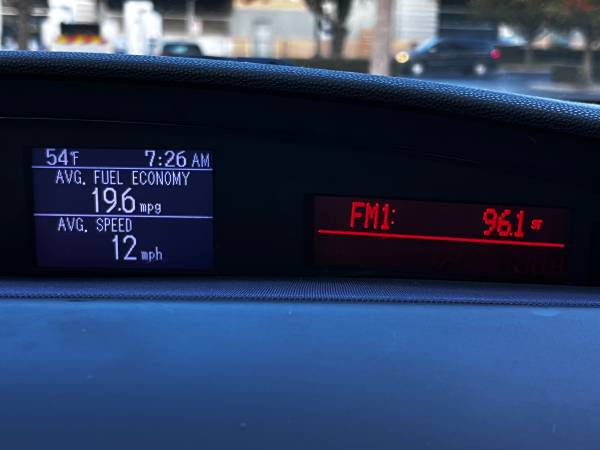 54°F 7:26 AM
AVG. FUEL ECONOMY
19.6 mpg
AVG. SPEED
12 mph
FM1: 96.1 ST